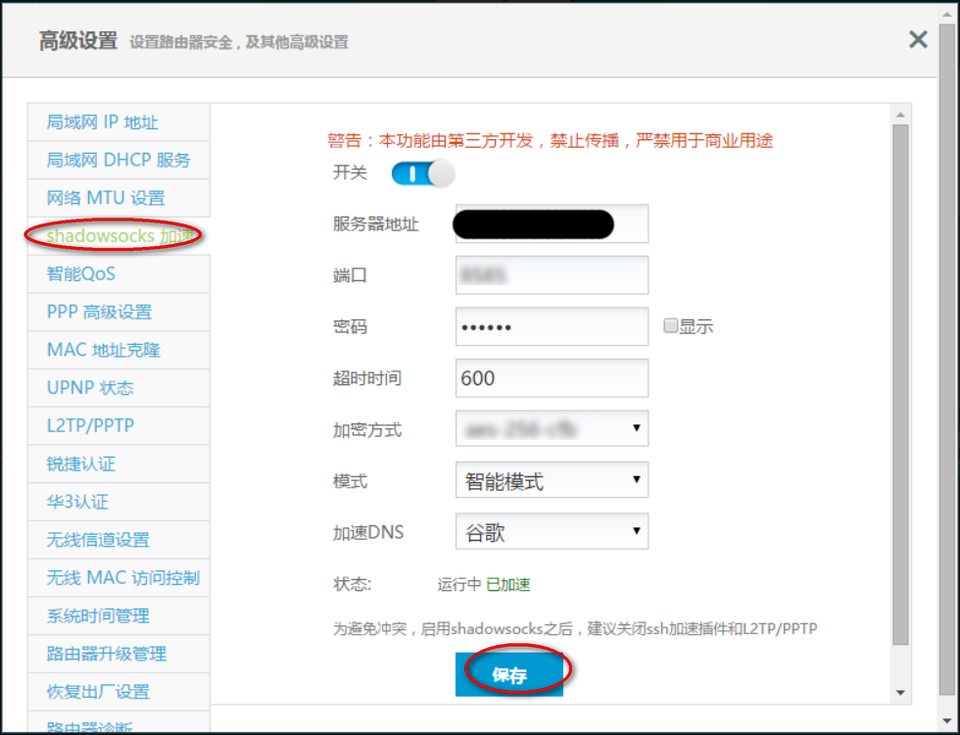 高级设置 设置路由器安全，及其他高级设置
局域网 IP 地址
局域网 DHCP 服务
网络 MTU 设置
shadowsocks 加速
智能QoS
PPP 高级设置
MAC 地址克隆
UPNP 状态
L2TP/PPTP
锐捷认证
华3认证
无线信道设置
无线 MAC 访问控制
系统时间管理
路由器升级管理
恢复出厂设置
路由器诊断
警告：本功能由第三方开发，禁止传播，严禁用于商业用途
开关
服务器地址
端口
密码 •••••• 显示
超时时间 600
加密方式
模式 智能模式
加速DNS 谷歌
状态: 运行中 已加速
为避免冲突，启用shadowsocks之后，建议关闭ssh加速插件和L2TP/PPTP
保存